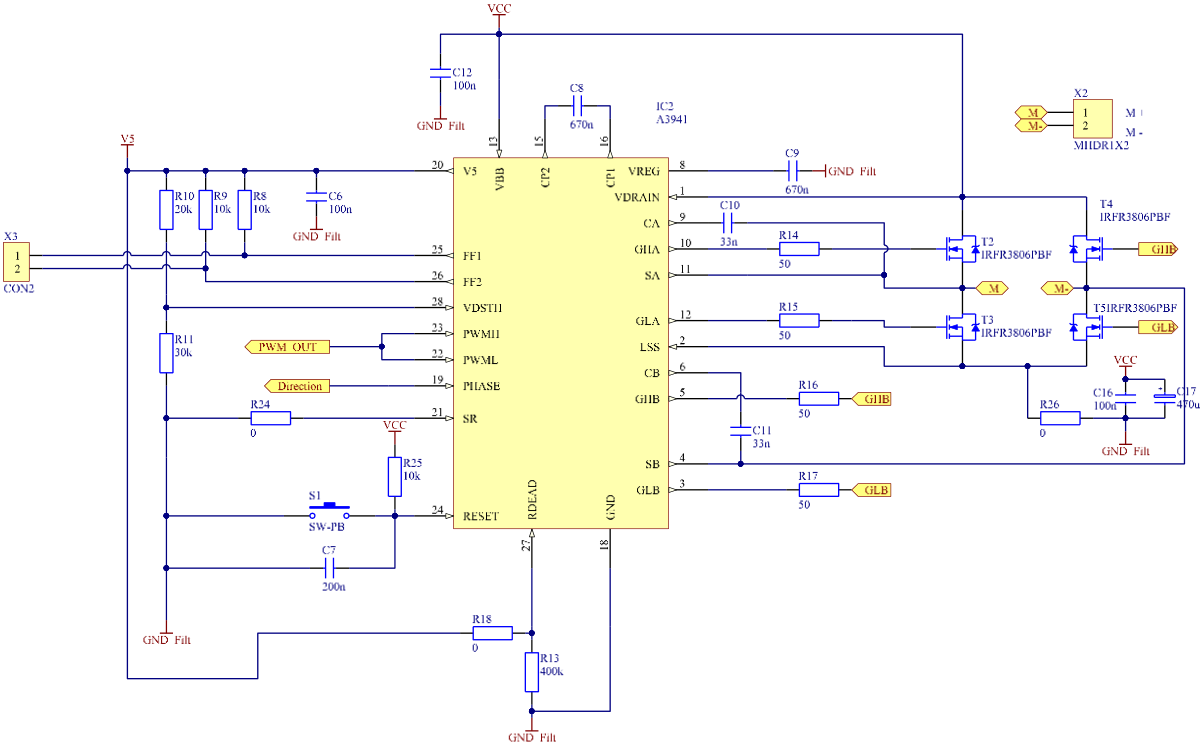 VCC
C12
100n
GND Filt
C8
670n
IC2
A3941
X2
M
M-
1
2
M +
M -
MHDR1X2
V5
13
15
16
20
V5
VBB
CP2
CP1
VREG
8
C9
670n
GND Filt
R10
20k
R9
10k
R8
10k
C6
100n
GND Filt
VDRAIN
1
CA
9
C10
33n
GHA
10
R14
50
SA
11
T2
IRFR3806PBF
T4
IRFR3806PBF
GHB
X3
1
2
CON2
25
FF1
26
FF2
28
VDSTH
M
M-
R11
30k
PWM OUT
23
PWMH
22
PWML
GLA
12
R15
50
LSS
2
T3
IRFR3806PBF
T5IRFR3806PBF
GLB
Direction
19
PHASE
CB
6
GHB
5
R16
50
GHB
VCC
C16
100n
+
C17
470u
R26
0
GND Filt
R24
0
21
SR
VCC
R25
10k
C11
33n
SB
4
GLB
3
R17
50
GLB
S1
SW-PB
24
RESET
RDEAD
GND
27
18
C7
200n
GND Filt
R18
0
R13
400k
GND Filt